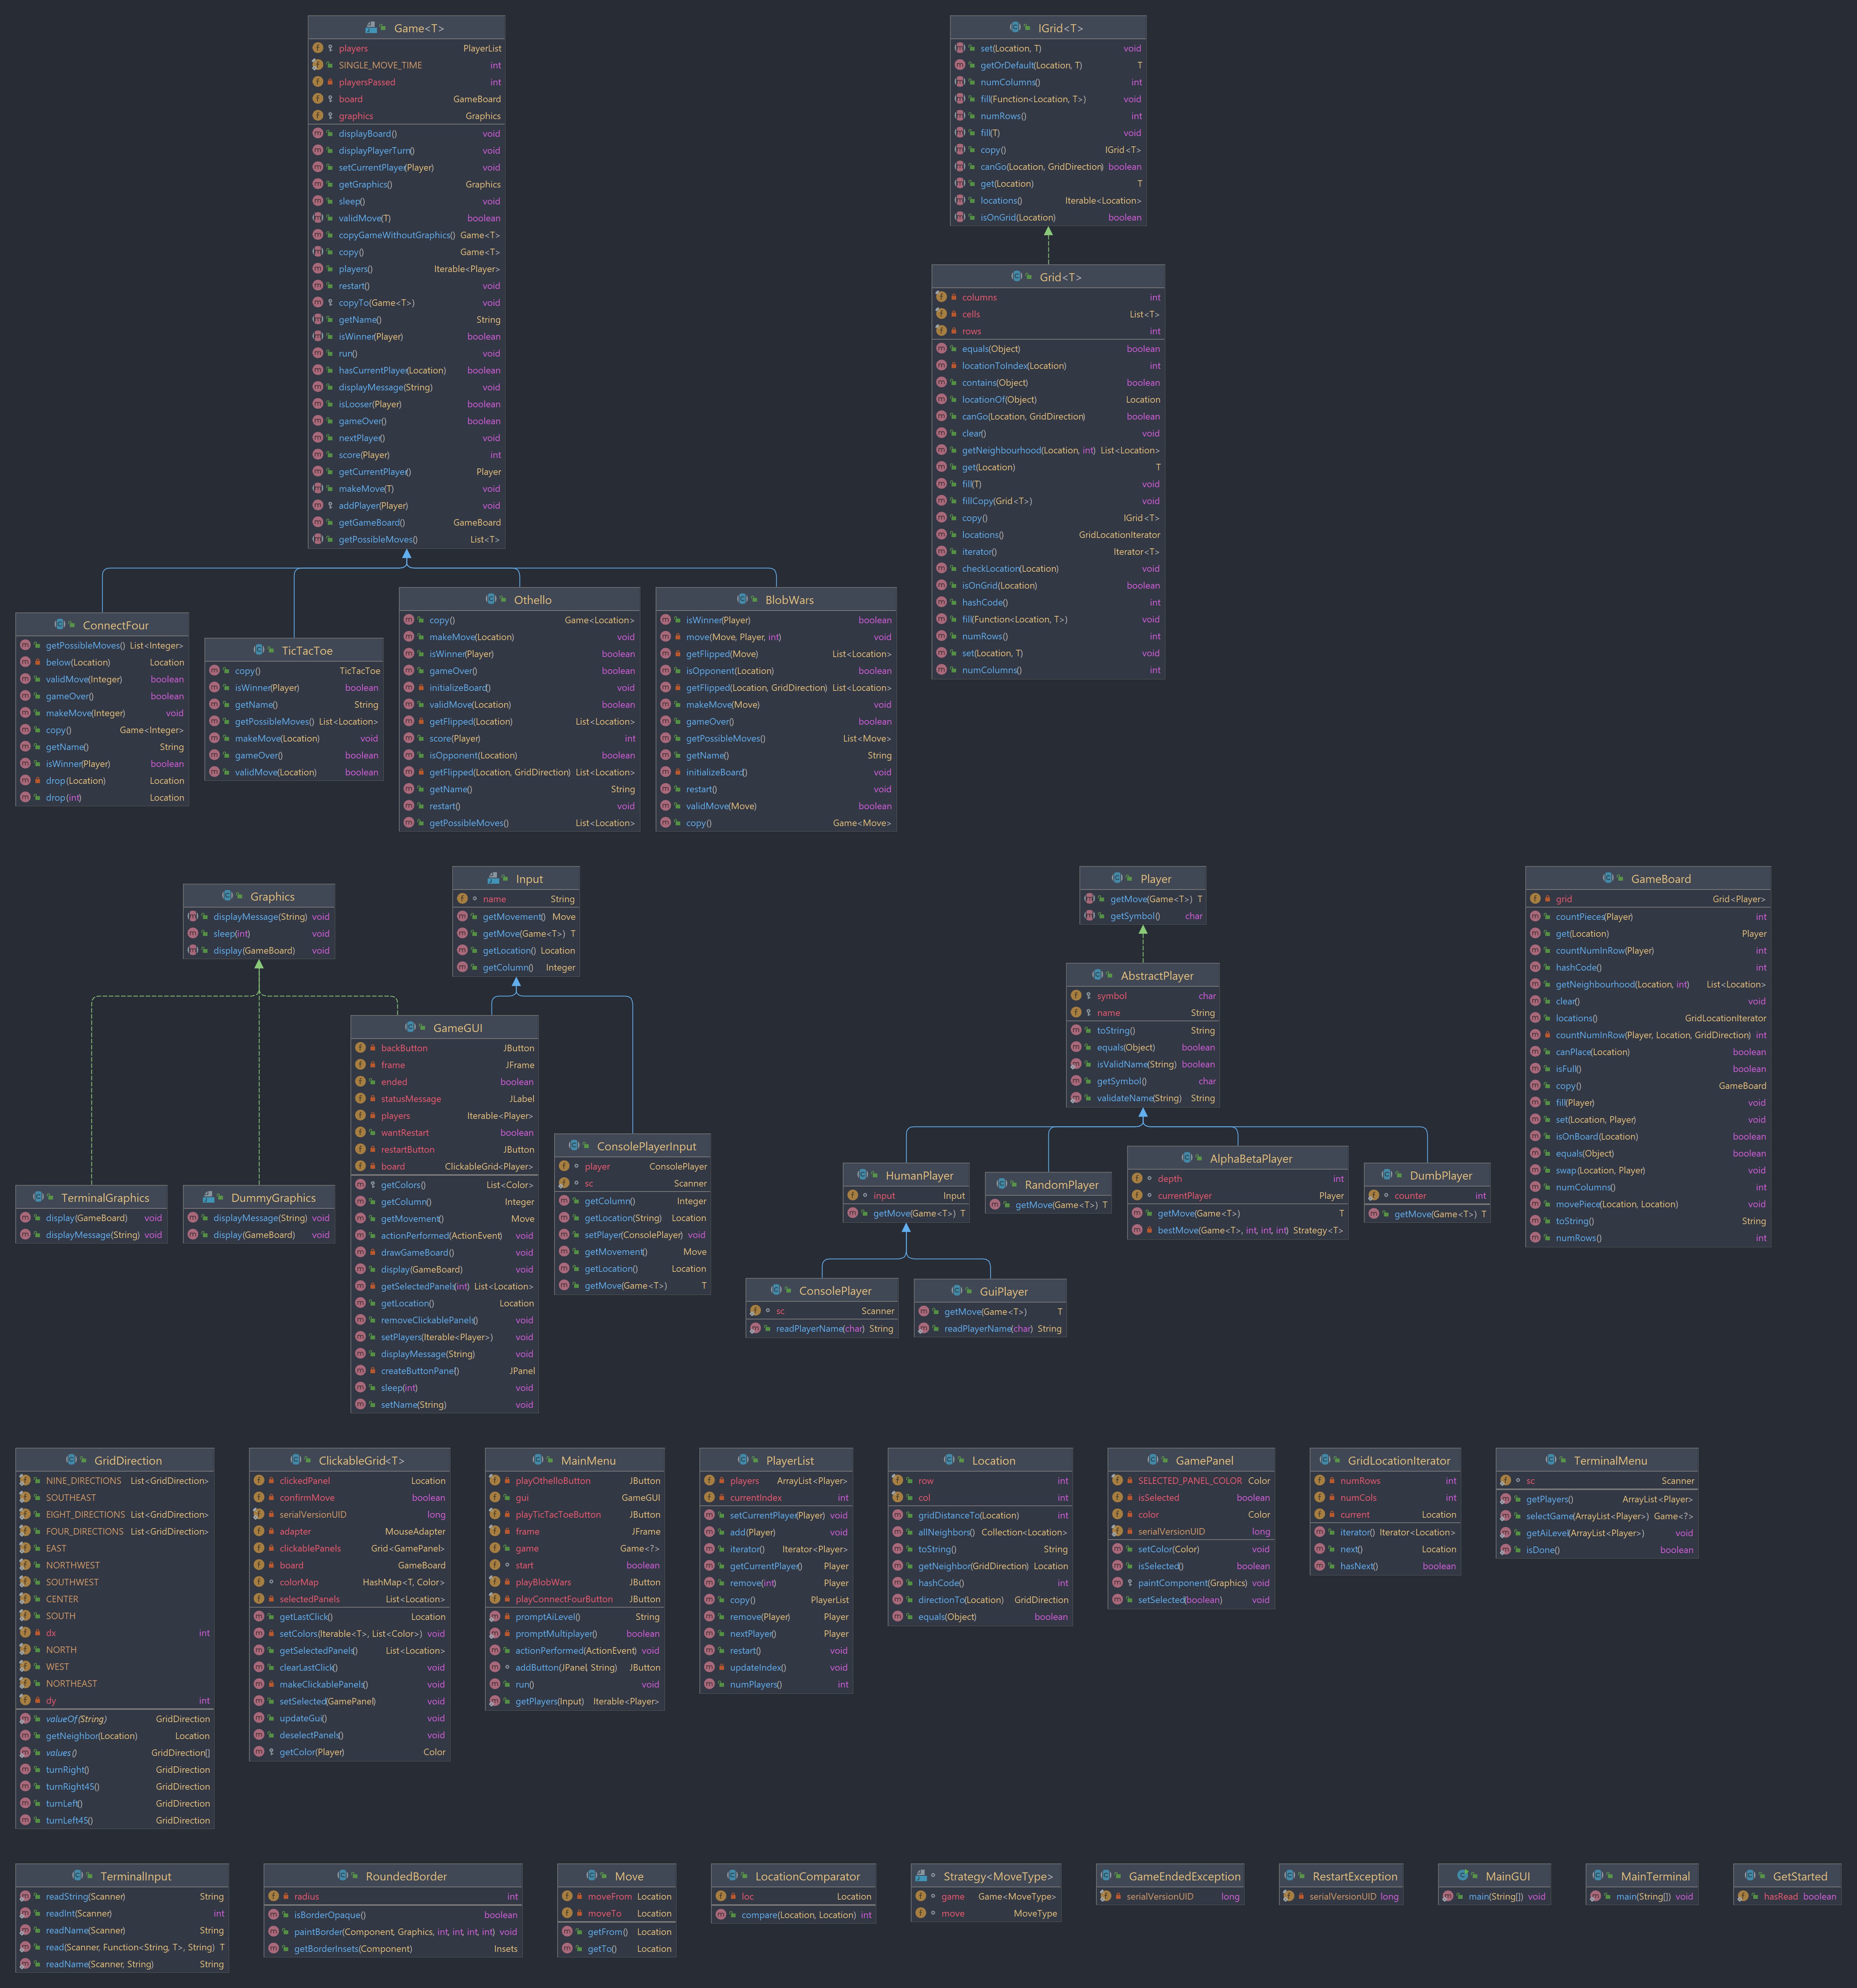 Game<T>
players PlayerList
SINGLE_MOVE_TIME int
playersPassed int
board GameBoard
graphics Graphics
displayBoard() void
displayPlayerTurn() void
setCurrentPlayer(Player) void
getGraphics() Graphics
sleep() void
validMove(T) boolean
copyGameWithoutGraphics() Game<T>
copy() Game<T>
players() Iterable<Player>
restart() void
copyTo(Game<T>) void
getName() String
isWinner(Player) boolean
run() void
hasCurrentPlayer(Location) boolean
displayMessage(String) void
isLooser(Player) boolean
gameOver() boolean
nextPlayer() void
score(Player) int
getCurrentPlayer() Player
makeMove(T) void
addPlayer(Player) void
getGameBoard() GameBoard
getPossibleMoves() List<T>
IGrid<T>
set(Location, T) void
getOrDefault(Location, T) T
numColumns() int
fill(Function<Location, T>) void
numRows() int
fill(T) void
copy() IGrid<T>
canGo(Location, GridDirection) boolean
get(Location) T
locations() Iterable<Location>
isOnGrid(Location) boolean
Grid<T>
columns int
cells List<T>
rows int
equals(Object) boolean
locationToIndex(Location) int
contains(Object) boolean
locationOf(Object) Location
canGo(Location, GridDirection) boolean
clear() void
getNeighbourhood(Location, int) List<Location>
get(Location) T
fill(T) void
fillCopy(Grid<T>) void
copy() IGrid<T>
locations() GridLocationIterator
iterator() Iterator<T>
checkLocation(Location) void
isOnGrid(Location) boolean
hashCode() int
fill(Function<Location, T>) void
numRows() int
set(Location, T) void
numColumns() int
ConnectFour
getPossibleMoves() List<Integer>
below(Location) Location
validMove(Integer) boolean
gameOver() boolean
makeMove(Integer) void
copy() Game<Integer>
getName() String
isWinner(Player) boolean
drop(Location) Location
drop(int) Location
TicTacToe
copy() TicTacToe
isWinner(Player) boolean
getName() String
getPossibleMoves() List<Location>
makeMove(Location) void
gameOver() boolean
validMove(Location) boolean
Othello
copy() Game<Location>
makeMove(Location) void
isWinner(Player) boolean
gameOver() boolean
initializeBoard() void
validMove(Location) boolean
getFlipped(Location) List<Location>
score(Player) int
isOpponent(Location) boolean
getFlipped(Location, GridDirection) List<Location>
getName() String
restart() void
getPossibleMoves() List<Location>
BlobWars
isWinner(Player) boolean
move(Move, Player, int) void
getFlipped(Move) List<Location>
isOpponent(Location) boolean
getFlipped(Location, GridDirection) List<Location>
makeMove(Move) void
gameOver() boolean
getPossibleMoves() List<Move>
getName() String
initializeBoard() void
restart() void
validMove(Move) boolean
copy() Game<Move>
Graphics
displayMessage(String) void
sleep(int) void
display(GameBoard) void
Input
name String
getMovement() Move
getMove(Game<T>) T
getLocation() Location
getColumn() Integer
Player
getMove(Game<T>) T
getSymbol() char
GameBoard
grid Grid<Player>
countPieces(Player) int
get(Location) Player
countNumInRow(Player) int
hashCode() int
getNeighbourhood(Location, int) List<Location>
clear() void
locations() GridLocationIterator
countNumInRow(Player, Location, GridDirection) int
canPlace(Location) boolean
isFull() boolean
copy() GameBoard
fill(Player) void
set(Location, Player) void
isOnBoard(Location) boolean
equals(Object) boolean
swap(Location, Player) void
numColumns() int
movePiece(Location, Location) void
toString() String
numRows() int
AbstractPlayer
symbol char
name String
toString() String
equals(Object) boolean
isValidName(String) boolean
getSymbol() char
validateName(String) String
GameGUI
backButton JButton
frame JFrame
ended boolean
statusMessage JLabel
players Iterable<Player>
wantRestart boolean
restartButton JButton
board ClickableGrid<Player>
getColors() List<Color>
getColumn() Integer
getMovement() Move
actionPerformed(ActionEvent) void
drawGameBoard() void
display(GameBoard) void
getSelectedPanels(int) List<Location>
getLocation() Location
removeClickablePanels() void
setPlayers(Iterable<Player>) void
displayMessage(String) void
createButtonPanel() JPanel
sleep(int) void
setName(String) void
ConsolePlayerInput
player ConsolePlayer
sc Scanner
getColumn() Integer
getLocation(String) Location
setPlayer(ConsolePlayer) void
getMovement() Move
getLocation() Location
getMove(Game<T>) T
TerminalGraphics
display(GameBoard) void
displayMessage(String) void
DummyGraphics
displayMessage(String) void
display(GameBoard) void
HumanPlayer
input Input
getMove(Game<T>) T
RandomPlayer
getMove(Game<T>) T
AlphaBetaPlayer
depth int
currentPlayer Player
getMove(Game<T>) T
bestMove(Game<T>, int, int, int) Strategy<T>
DumbPlayer
counter int
getMove(Game<T>) T
ConsolePlayer
sc Scanner
readPlayerName(char) String
GuiPlayer
getMove(Game<T>) T
readPlayerName(char) String
GridDirection
NINE_DIRECTIONS List<GridDirection>
SOUTHEAST
EIGHT_DIRECTIONS List<GridDirection>
FOUR_DIRECTIONS List<GridDirection>
EAST
NORTHWEST
SOUTHWEST
CENTER
SOUTH
dx int
NORTH
WEST
NORTHEAST
dy int
valueOf(String) GridDirection
getNeighbor(Location) Location
values() GridDirection[]
turnRight() GridDirection
turnRight45() GridDirection
turnLeft() GridDirection
turnLeft45() GridDirection
ClickableGrid<T>
clickedPanel Location
confirmMove boolean
serialVersionUID long
adapter MouseAdapter
clickablePanels Grid<GamePanel>
board GameBoard
colorMap HashMap<T, Color>
selectedPanels List<Location>
getLastClick() Location
setColors(Iterable<T>, List<Color>) void
getSelectedPanels() List<Location>
clearLastClick() void
makeClickablePanels() void
setSelected(GamePanel) void
updateGui() void
deselectPanels() void
getColor(Player) Color
MainMenu
playOthelloButton JButton
gui GameGUI
playTicTacToeButton JButton
frame JFrame
game Game<?>
start boolean
playBlobWars JButton
playConnectFourButton JButton
promptAiLevel() String
promptMultiplayer() boolean
actionPerformed(ActionEvent) void
addButton(JPanel, String) JButton
run() void
getPlayers(Input) Iterable<Player>
PlayerList
players ArrayList<Player>
currentIndex int
setCurrentPlayer(Player) void
add(Player) void
iterator() Iterator<Player>
getCurrentPlayer() Player
remove(int) Player
copy() PlayerList
remove(Player) Player
nextPlayer() Player
restart() void
updateIndex() void
numPlayers() int
Location
row int
col int
gridDistanceTo(Location) int
allNeighbors() Collection<Location>
toString() String
getNeighbor(GridDirection) Location
hashCode() int
directionTo(Location) GridDirection
equals(Object) boolean
GamePanel
SELECTED_PANEL_COLOR Color
isSelected boolean
color Color
serialVersionUID long
setColor(Color) void
isSelected() boolean
paintComponent(Graphics) void
setSelected(boolean) void
GridLocationIterator
numRows int
numCols int
current Location
iterator() Iterator<Location>
next() Location
hasNext() boolean
TerminalMenu
sc Scanner
getPlayers() ArrayList<Player>
selectGame(ArrayList<Player>) Game<?>
getAiLevel(ArrayList<Player>) void
isDone() boolean
TerminalInput
readString(Scanner) String
readInt(Scanner) int
readName(Scanner) String
read(Scanner, Function<String, T>, String) T
readName(Scanner, String) String
RoundedBorder
radius int
isBorderOpaque() boolean
paintBorder(Component, Graphics, int, int, int, int) void
getBorderInsets(Component) Insets
Move
moveFrom Location
moveTo Location
getFrom() Location
getTo() Location
LocationComparator
loc Location
compare(Location, Location) int
Strategy<MoveType>
game Game<MoveType>
move MoveType
GameEndedException
serialVersionUID long
RestartException
serialVersionUID long
MainGUI
main(String[]) void
MainTerminal
main(String[]) void
GetStarted
hasRead boolean